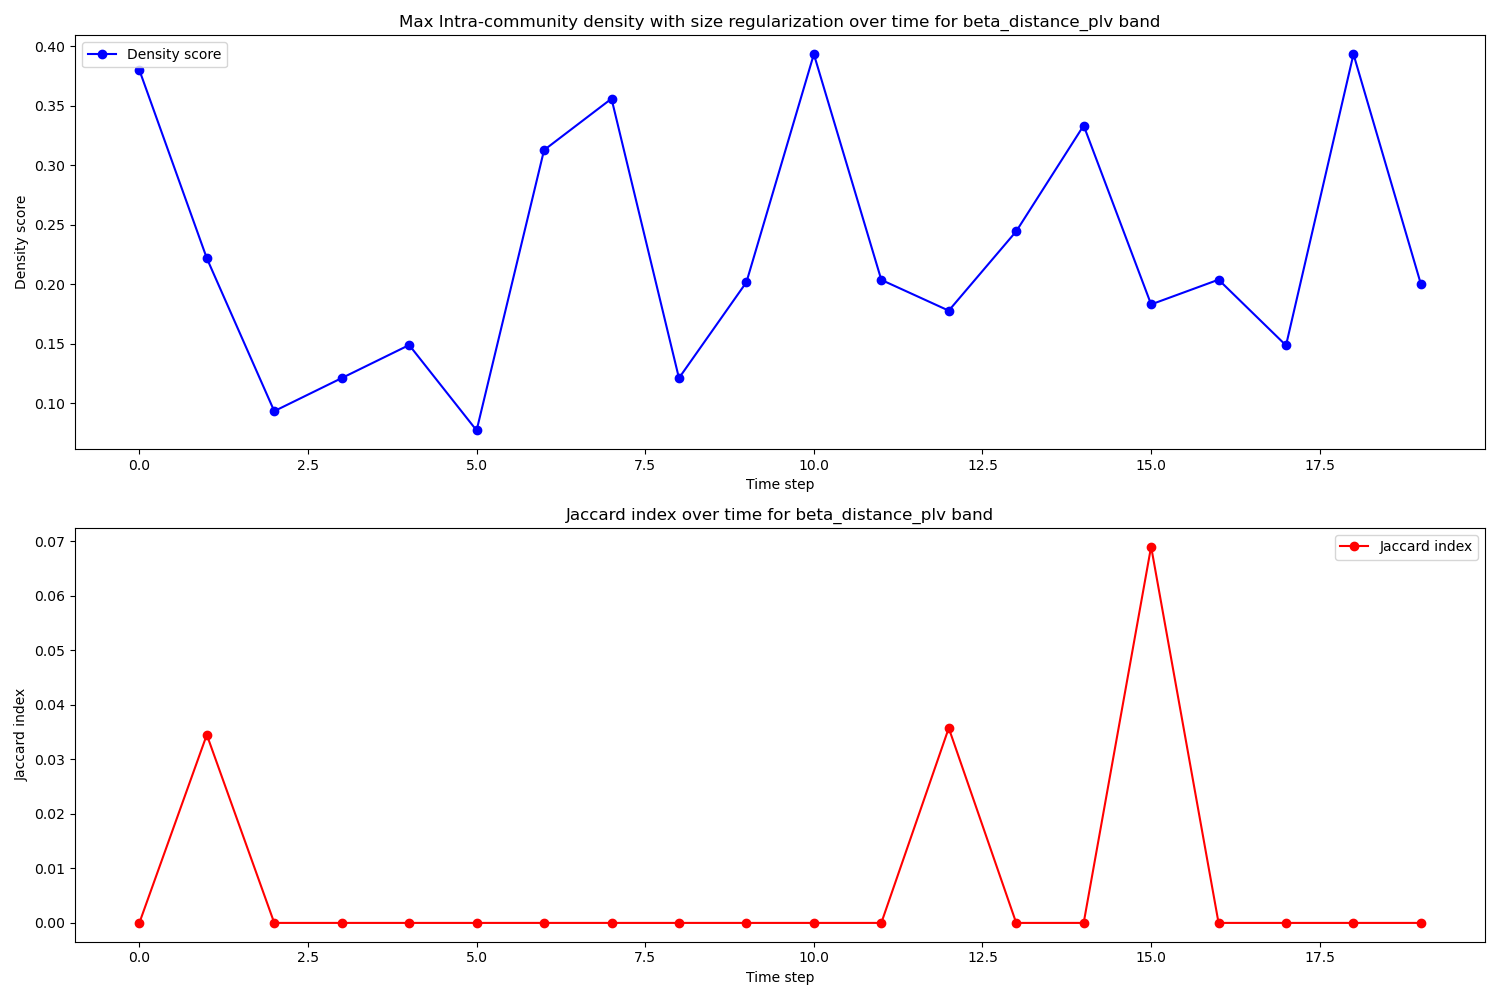 Max Intra-community density with size regularization over time for beta_distance_plv band
Density score
0.40
0.35
0.30
0.25
0.20
0.15
0.10
Density score
0.0 2.5 5.0 7.5 10.0 12.5 15.0 17.5
Time step
Jaccard index over time for beta_distance_plv band
Jaccard index
0.07
0.06
0.05
0.04
0.03
0.02
0.01
0.00
Jaccard index
0.0 2.5 5.0 7.5 10.0 12.5 15.0 17.5
Time step